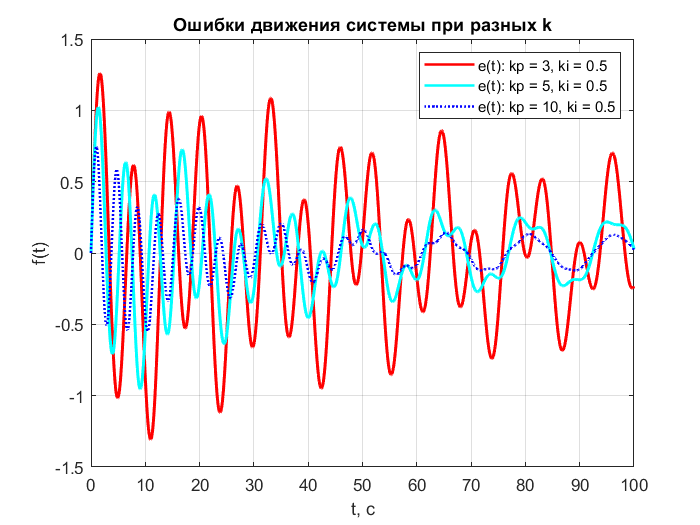 Ошибки движения системы при разных k
e(t): kp = 3, ki = 0.5
e(t): kp = 5, ki = 0.5
e(t): kp = 10, ki = 0.5
1.5
1
0.5
0
-0.5
-1
-1.5
f(t)
0 10 20 30 40 50 60 70 80 90 100
t, c